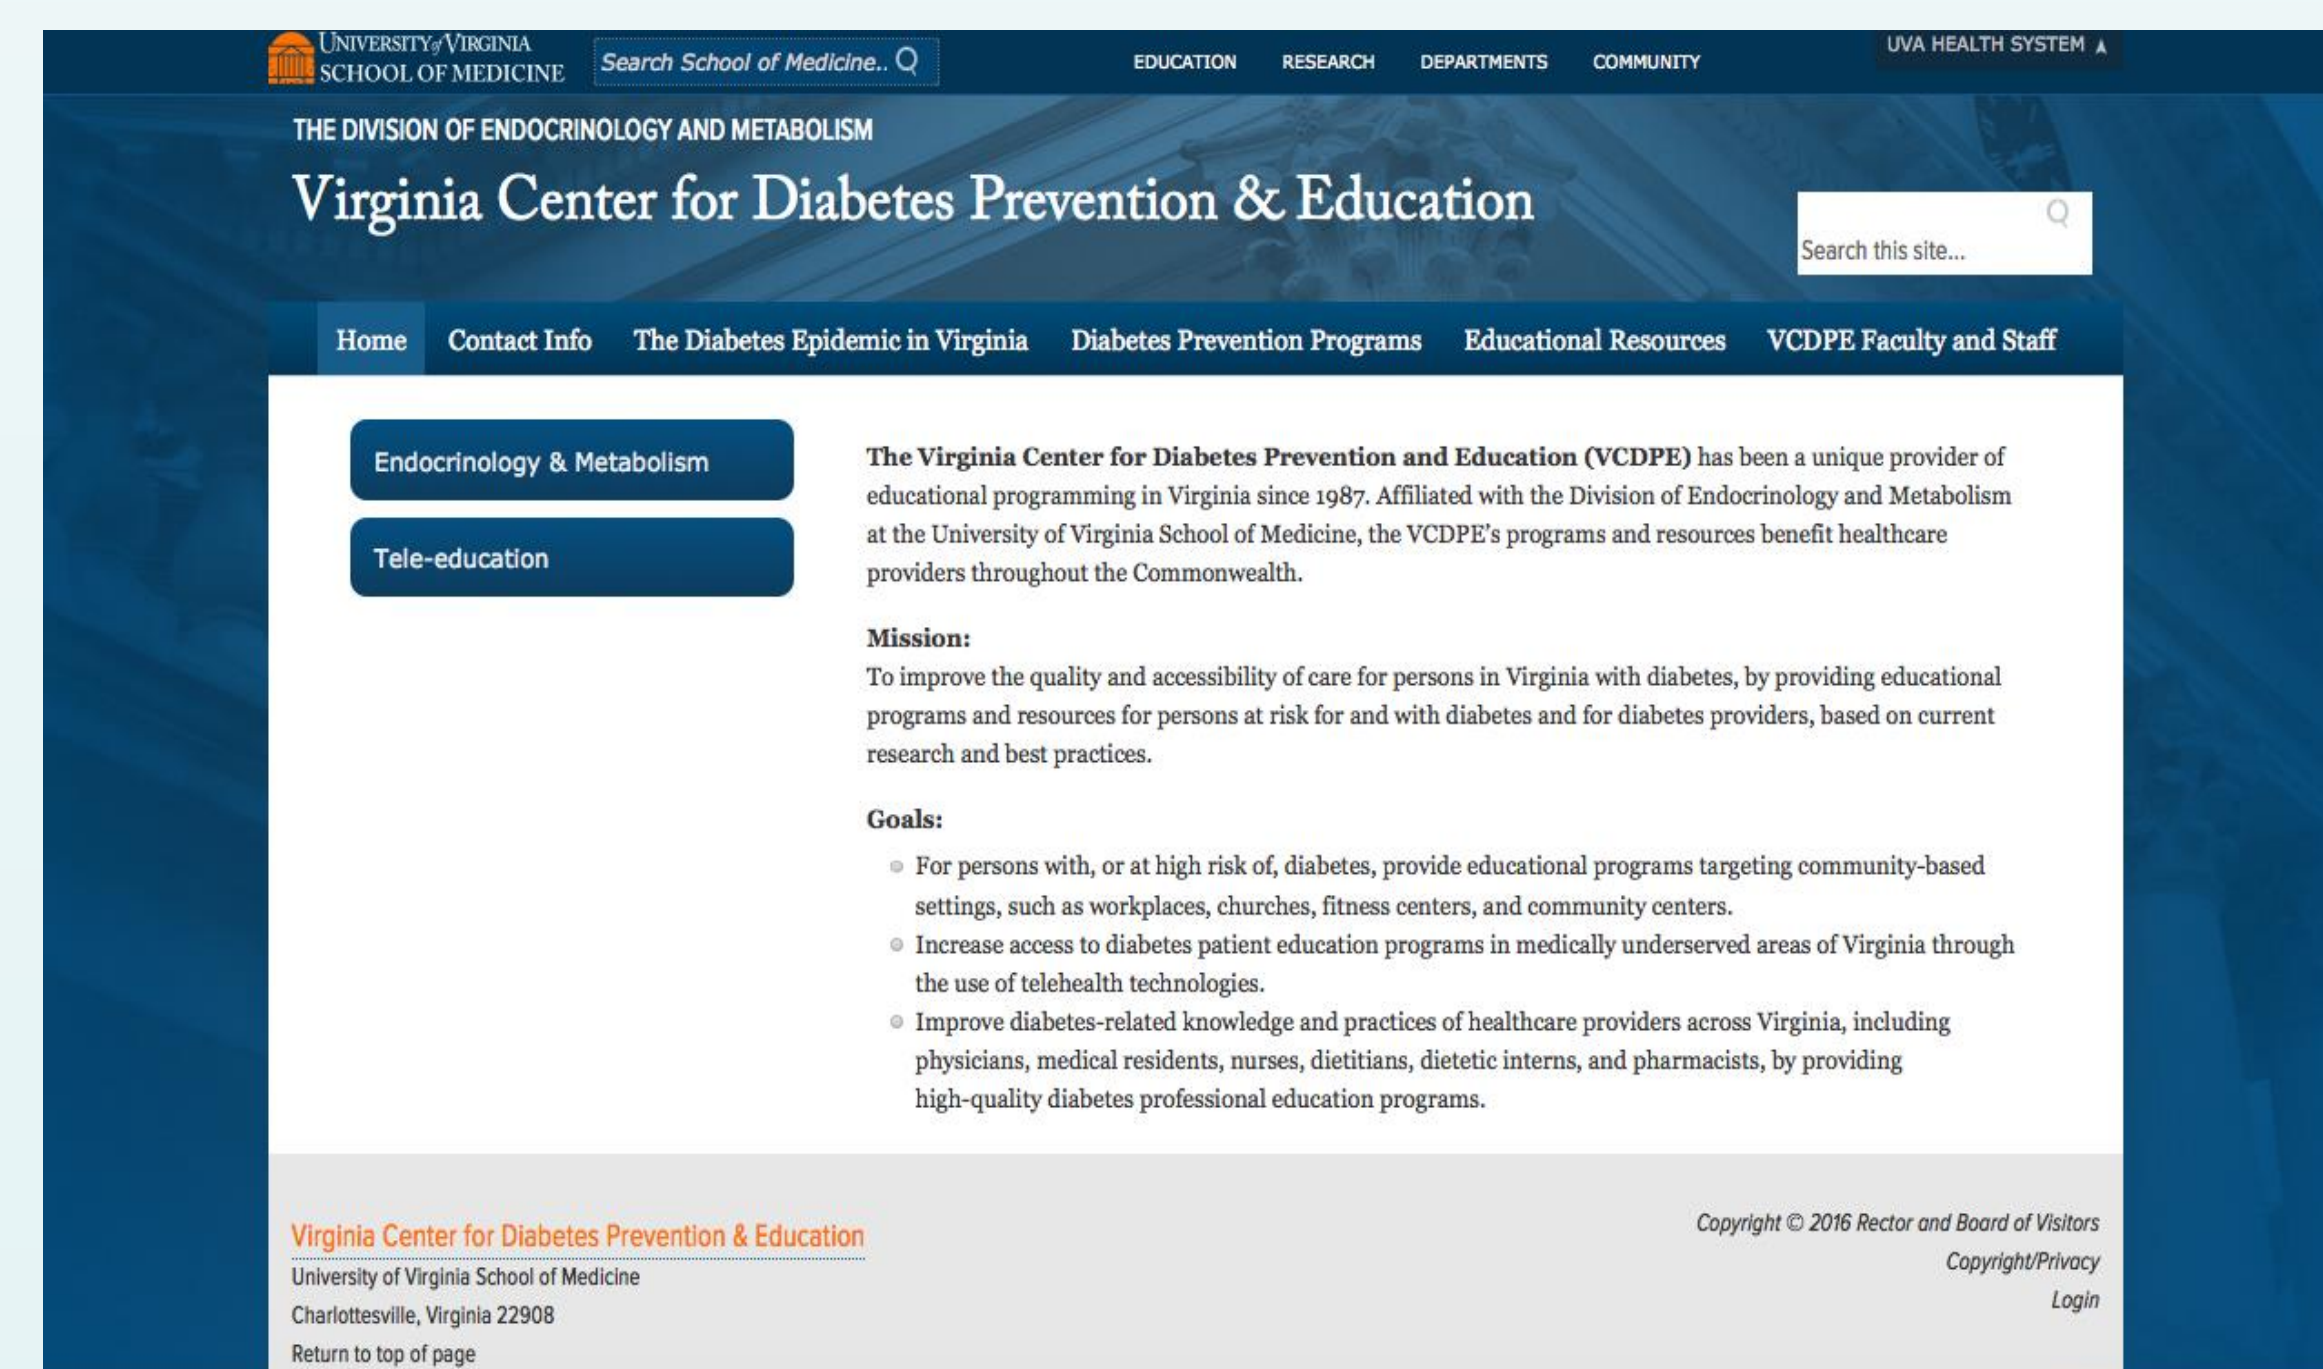 UNIVERSITY of VIRGINIA
SCHOOL OF MEDICINE
Search School of Medicine..
EDUCATION RESEARCH DEPARTMENTS COMMUNITY
UVA HEALTH SYSTEM
THE DIVISION OF ENDOCRINOLOGY AND METABOLISM
Virginia Center for Diabetes Prevention & Education
Search this site...
Home Contact Info The Diabetes Epidemic in Virginia Diabetes Prevention Programs Educational Resources VCDPE Faculty and Staff
Endocrinology & Metabolism
Tele-education
The Virginia Center for Diabetes Prevention and Education (VCDPE) has been a unique provider of
educational programming in Virginia since 1987. Affiliated with the Division of Endocrinology and Metabolism
at the University of Virginia School of Medicine, the VCDPE's programs and resources benefit healthcare
providers throughout the Commonwealth.
Mission:
To improve the quality and accessibility of care for persons in Virginia with diabetes, by providing educational
programs and resources for persons at risk for and with diabetes and for diabetes providers, based on current
research and best practices.
Goals:
For persons with, or at high risk of, diabetes, provide educational programs targeting community-based
settings, such as workplaces, churches, fitness centers, and community centers.
Increase access to diabetes patient education programs in medically underserved areas of Virginia through
the use of telehealth technologies.
Improve diabetes-related knowledge and practices of healthcare providers across Virginia, including
physicians, medical residents, nurses, dietitians, dietetic interns, and pharmacists, by providing
high-quality diabetes professional education programs.
Virginia Center for Diabetes Prevention & Education
University of Virginia School of Medicine
Charlottesville, Virginia 22908
Return to top of page
Copyright © 2016 Rector and Board of Visitors
Copyright/Privacy
Login